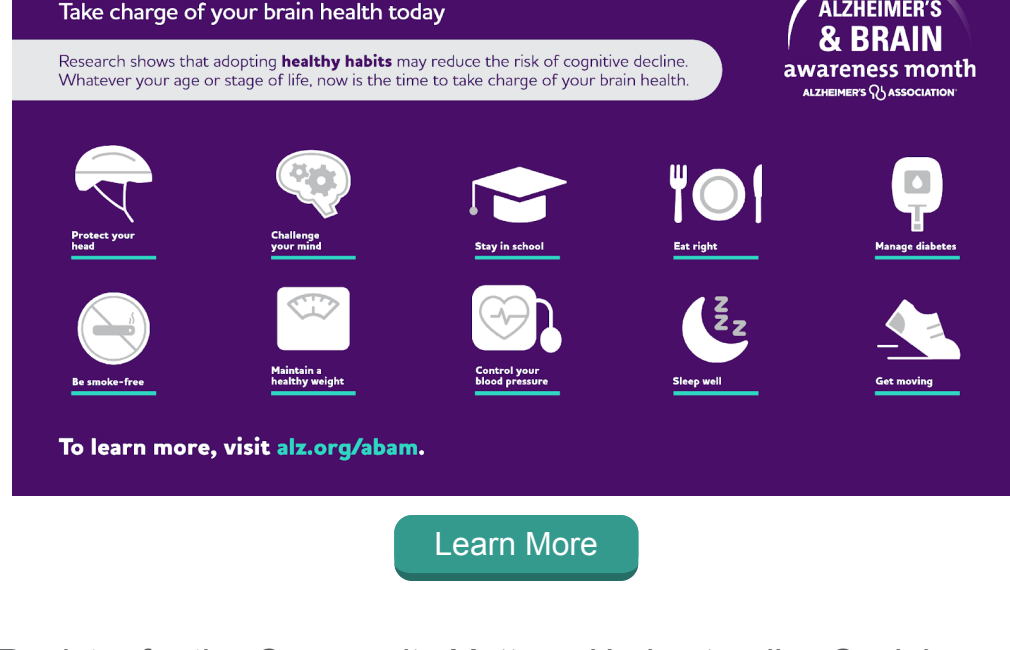 Take charge of your brain health today
ALZHEIMER'S
& BRAIN
awareness month
ALZHEIMER'S ASSOCIATION
Research shows that adopting healthy habits may reduce the risk of cognitive decline.
Whatever your age or stage of life, now is the time to take charge of your brain health.
Protect your
head
Challenge
your mind
Stay in school
Eat right
Manage diabetes
Be smoke-free
Maintain a
healthy weight
Control your
blood pressure
Z
Z
Z
Sleep well
Get moving
To learn more, visit alz.org/abam.
Learn More